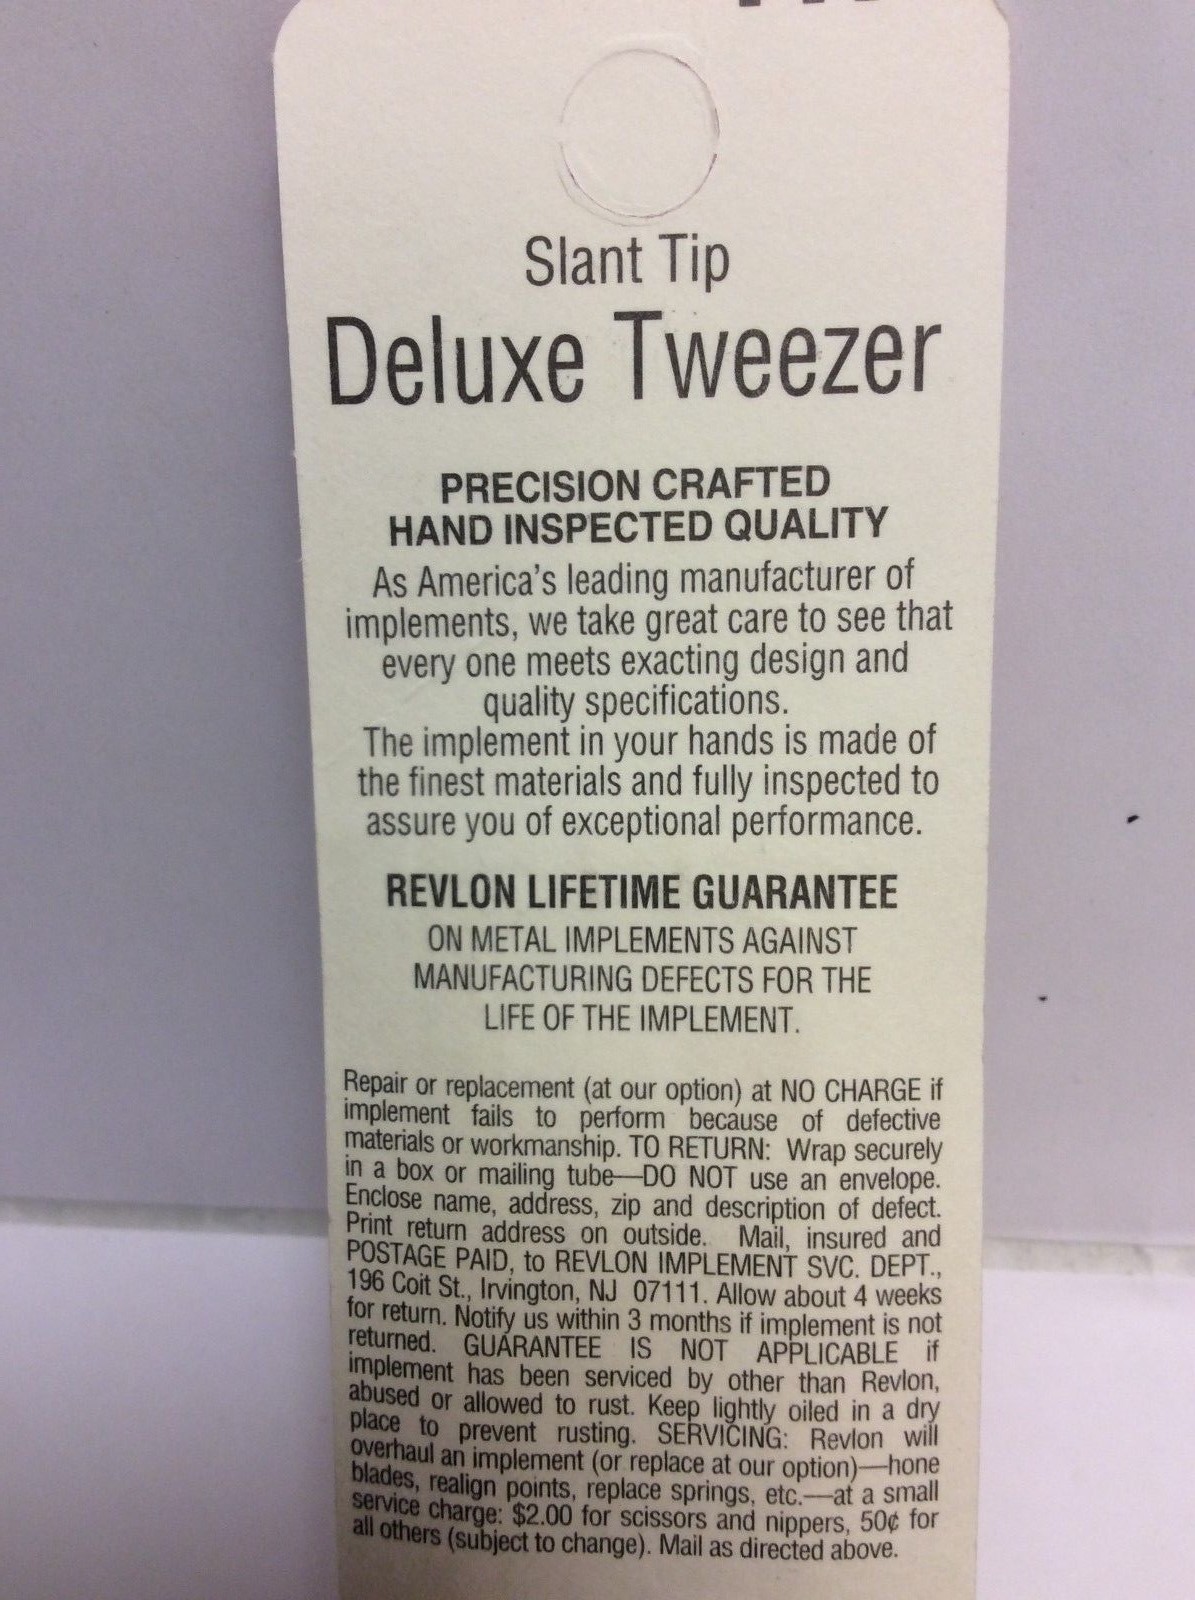 Slant Tip
Deluxe Tweezer
PRECISION CRAFTED
HAND INSPECTED QUALITY
As America's leading manufacturer of
implements, we take great care to see that
every one meets exacting design and
quality specifications.
The implement in your hands is made of
the finest materials and fully inspected to
assure you of exceptional performance.
REVLON LIFETIME GUARANTEE
ON METAL IMPLEMENTS AGAINST
MANUFACTURING DEFECTS FOR THE
LIFE OF THE IMPLEMENT.
Repair or replacement (at our option) at NO CHARGE if
implement fails to perform because of defective
materials or workmanship. TO RETURN: Wrap securely
in a box or mailing tube—DO NOT use an envelope.
Enclose name, address, zip and description of defect.
Print return address on outside. Mail, insured and
POSTAGE PAID, to REVLON IMPLEMENT SVC. DEPT.,
196 Coit St., Irvington, NJ 07111. Allow about 4 weeks
for return. Notify us within 3 months if implement is not
returned. GUARANTEE IS NOT APPLICABLE if
implement has been serviced by other than Revlon,
abused or allowed to rust. Keep lightly oiled in a dry
place to prevent rusting. SERVICING: Revlon will
overhaul an implement (or replace at our option)—hone
blades, realign points, replace springs, etc.—at a small
service charge: $2.00 for scissors and nippers, 50¢ for
all others (subject to change). Mail as directed above.